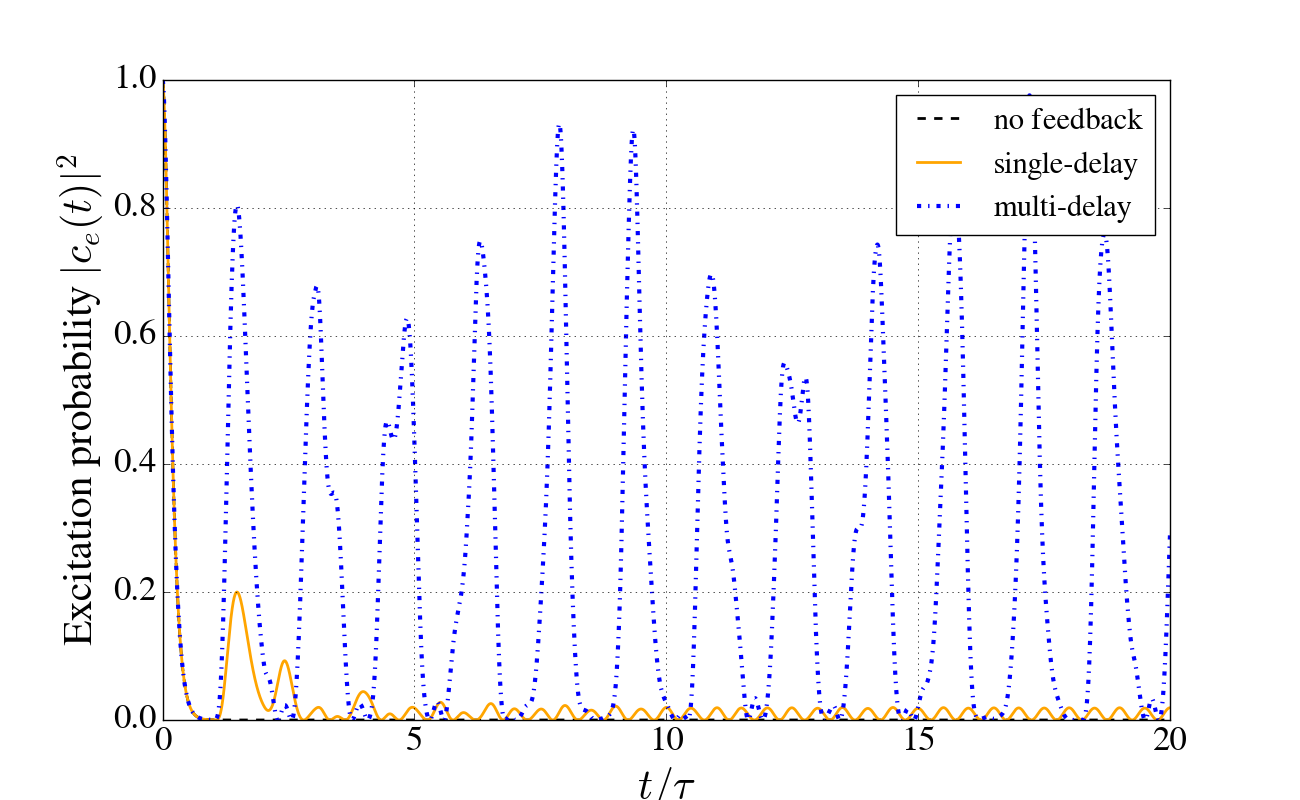 1.0
0.8
0.6
0.4
0.2
0.0
0
5
10
15
20
Excitation probability |c_e(t)|^2
t/τ
no feedback
single-delay
multi-delay